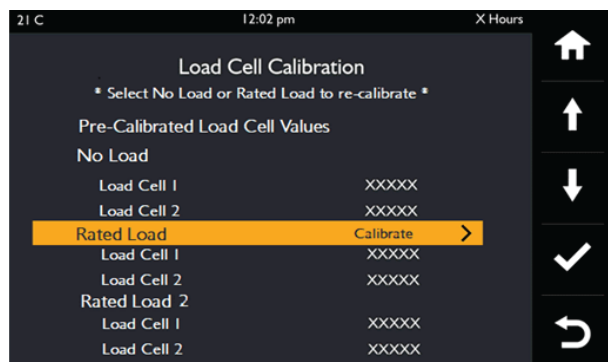 21 C 12:02 pm X Hours
Load Cell Calibration
* Select No Load or Rated Load to re-calibrate *
Pre-Calibrated Load Cell Values
No Load
Load Cell 1 XXXXX
Load Cell 2 XXXXX
Rated Load Calibrate >
Load Cell 1 XXXXX
Load Cell 2 XXXXX
Rated Load 2
Load Cell 1 XXXXX
Load Cell 2 XXXXX